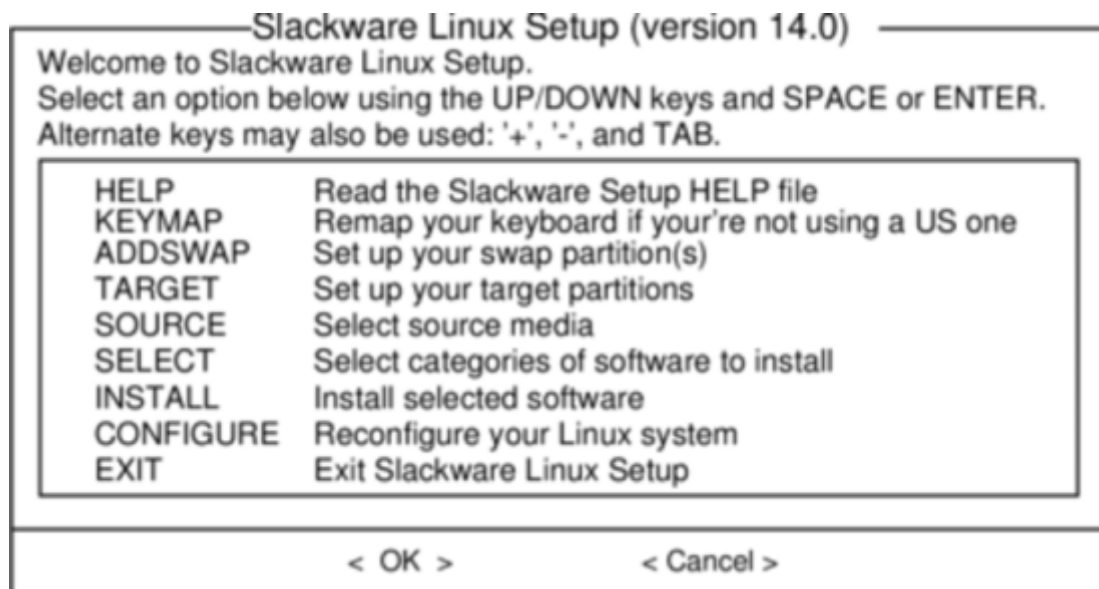 Slackware Linux Setup (version 14.0)
Welcome to Slackware Linux Setup.
Select an option below using the UP/DOWN keys and SPACE or ENTER.
Alternate keys may also be used: '+', '-', and TAB.
HELP Read the Slackware Setup HELP file
KEYMAP Remap your keyboard if your're not using a US one
ADDSWAP Set up your swap partition(s)
TARGET Set up your target partitions
SOURCE Select source media
SELECT Select categories of software to install
INSTALL Install selected software
CONFIGURE Reconfigure your Linux system
EXIT Exit Slackware Linux Setup
< OK > < Cancel >